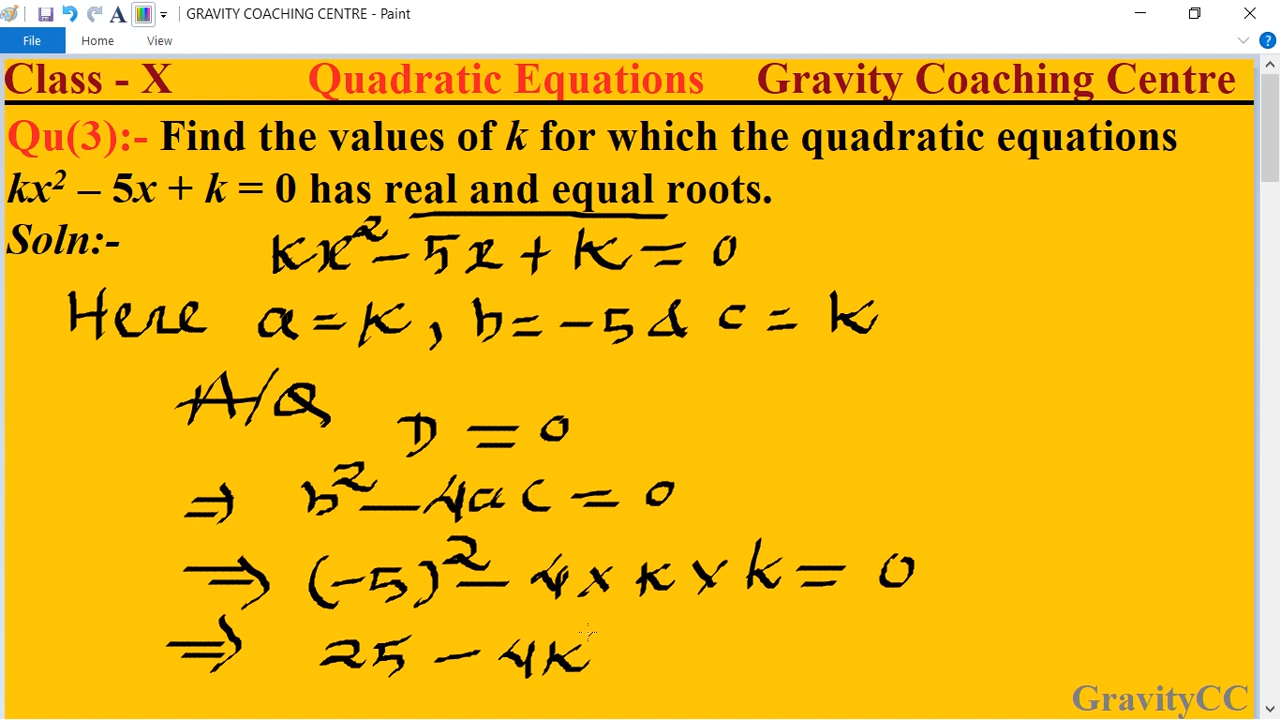 GRAVITY COACHING CENTRE - Paint
File Home View
Class - X Quadratic Equations Gravity Coaching Centre
Qu(3):- Find the values of k for which the quadratic equations
kx² – 5x + k = 0 has real and equal roots.
Soln:-
kx² - 5x + k = 0
Here a = k, b = -5 & c = k
A/Q
D = 0
⇒ b² - 4ac = 0
⇒ (-5)² - 4 × k × k = 0
⇒ 25 - 4k
GravityCC